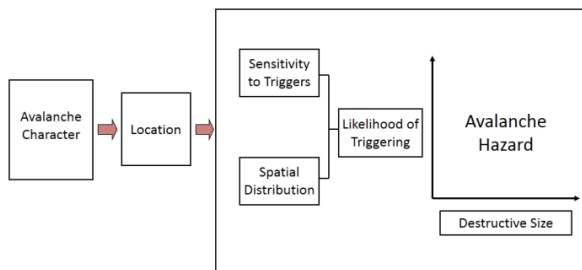 Avalanche
Character
Location
Sensitivity
to Triggers
Spatial
Distribution
Likelihood of
Triggering
Avalanche
Hazard
Destructive Size